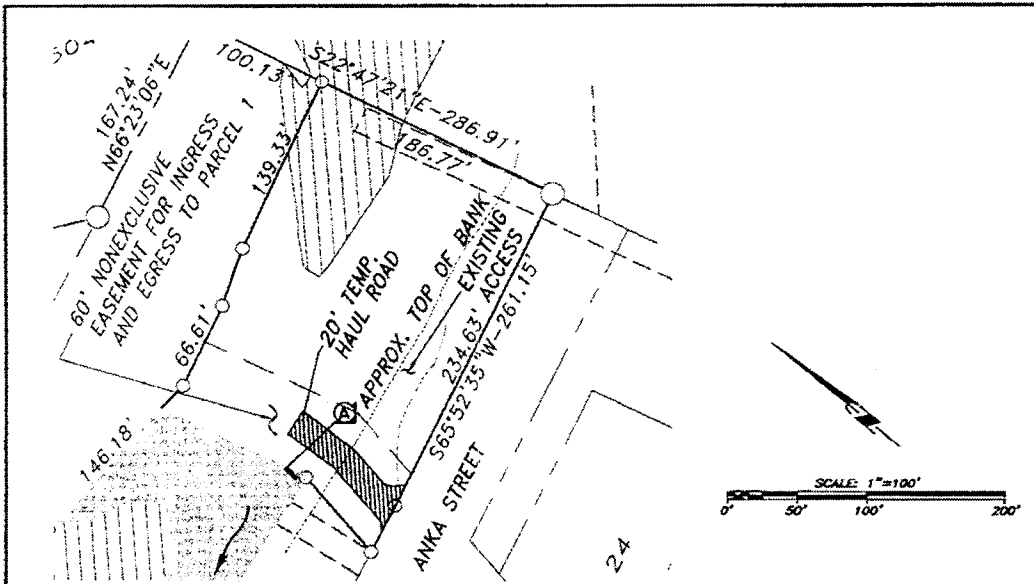 100.13'
S22°47'21"E-286.91'
186.77'
167.24'
N66°23'06"E
60' NONEXCLUSIVE
EASEMENT FOR INGRESS
AND EGRESS TO PARCEL 1
139.33'
66.61'
146.18'
20' TEMP.
HAUL ROAD
APPROX. TOP OF BANK
EXISTING
ACCESS
234.63'
S65°52'35"W-261.15'
A
ANKA STREET
24
SCALE: 1"=100'
0' 50' 100' 200'